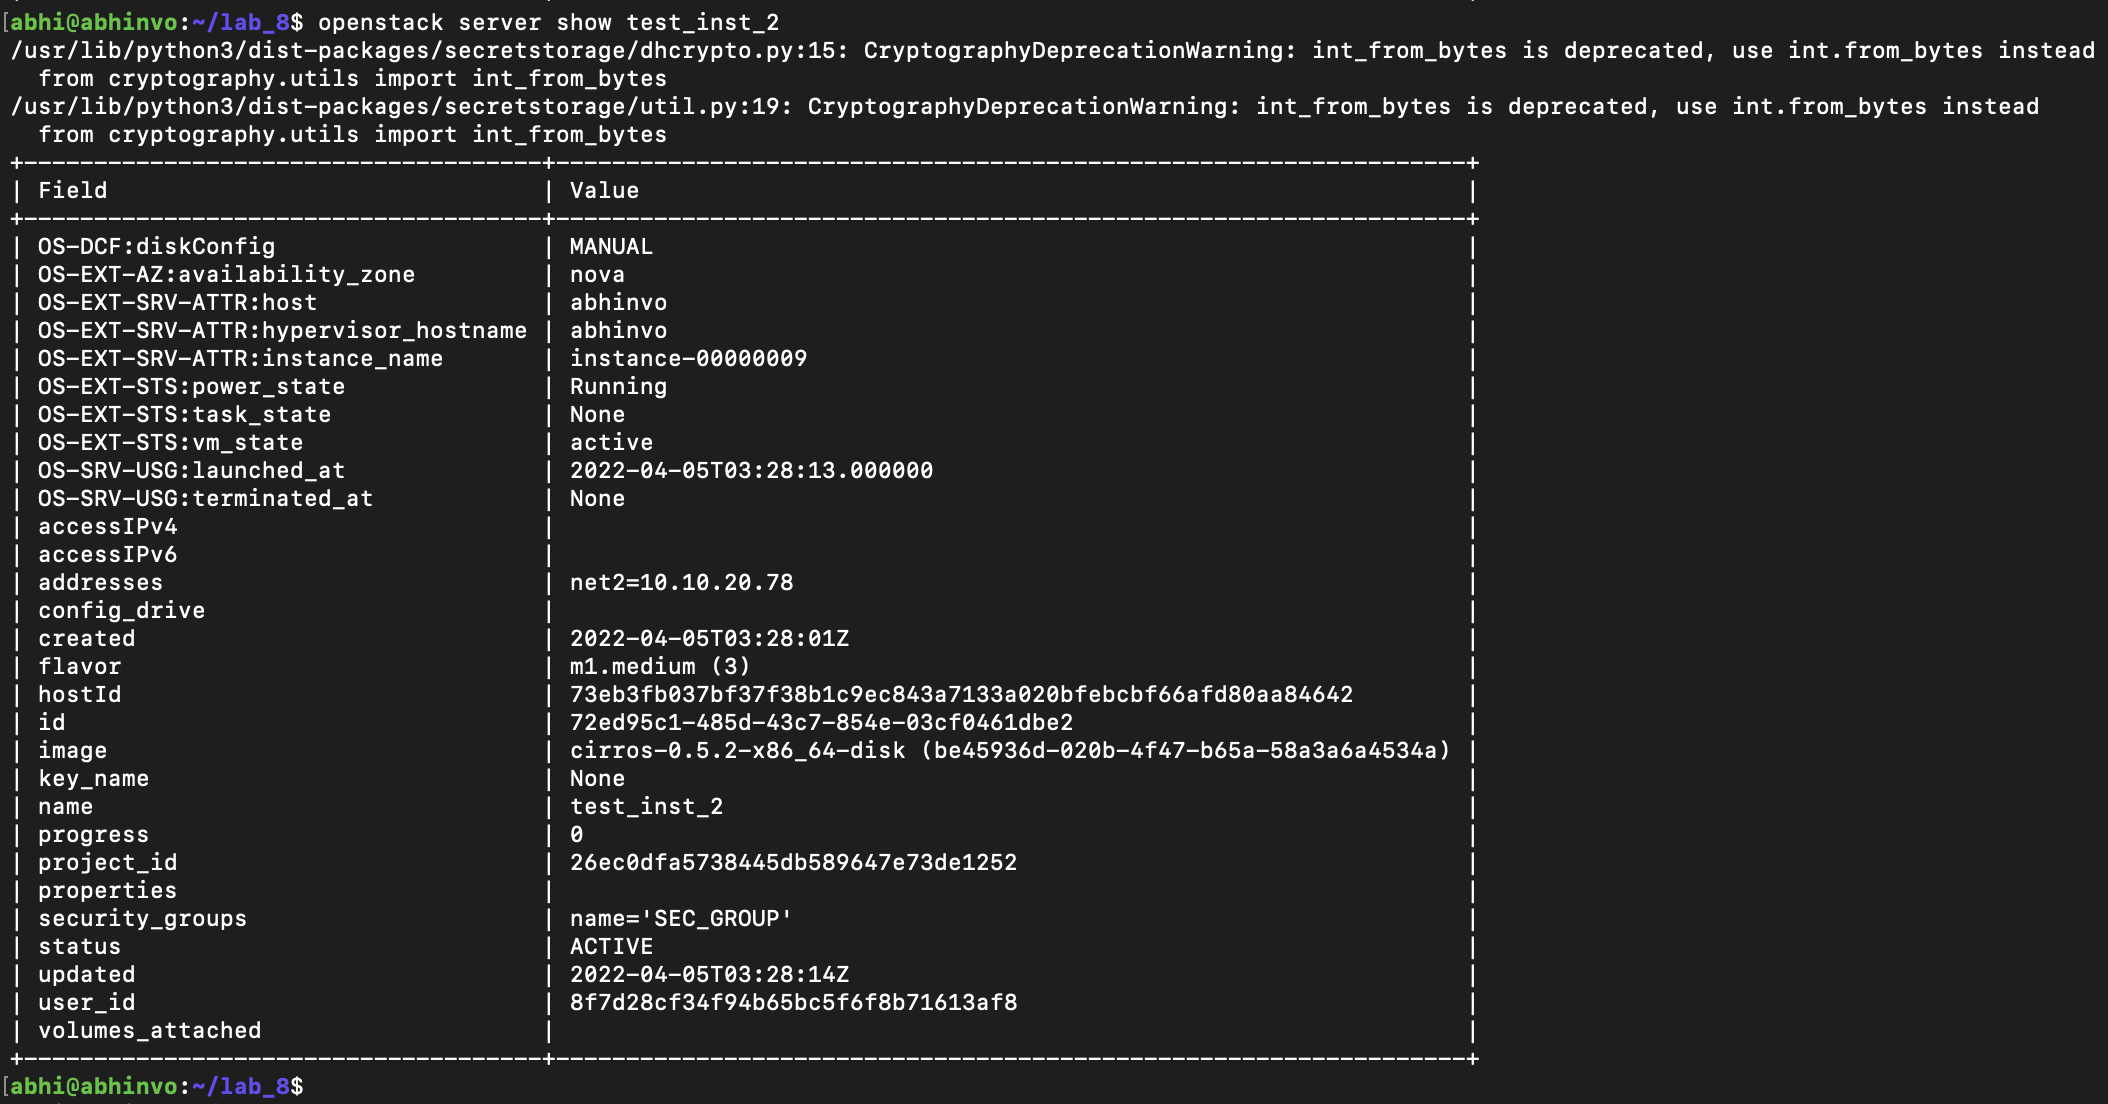 [abhi@abhinvo:~/lab_8$ openstack server show test_inst_2
/usr/lib/python3/dist-packages/secretstorage/dhcrypto.py:15: CryptographyDeprecationWarning: int_from_bytes is deprecated, use int.from_bytes instead
  from cryptography.utils import int_from_bytes
/usr/lib/python3/dist-packages/secretstorage/util.py:19: CryptographyDeprecationWarning: int_from_bytes is deprecated, use int.from_bytes instead
  from cryptography.utils import int_from_bytes
+-------------------------------------+-----------------------------------------------------------------+
| Field                               | Value                                                           |
+-------------------------------------+-----------------------------------------------------------------+
| OS-DCF:diskConfig                   | MANUAL                                                          |
| OS-EXT-AZ:availability_zone         | nova                                                            |
| OS-EXT-SRV-ATTR:host                | abhinvo                                                         |
| OS-EXT-SRV-ATTR:hypervisor_hostname | abhinvo                                                         |
| OS-EXT-SRV-ATTR:instance_name       | instance-00000009                                               |
| OS-EXT-STS:power_state              | Running                                                         |
| OS-EXT-STS:task_state               | None                                                            |
| OS-EXT-STS:vm_state                 | active                                                          |
| OS-SRV-USG:launched_at              | 2022-04-05T03:28:13.000000                                      |
| OS-SRV-USG:terminated_at            | None                                                            |
| accessIPv4                          |                                                                 |
| accessIPv6                          |                                                                 |
| addresses                           | net2=10.10.20.78                                                |
| config_drive                        |                                                                 |
| created                             | 2022-04-05T03:28:01Z                                            |
| flavor                              | m1.medium (3)                                                   |
| hostId                              | 73eb3fb037bf37f38b1c9ec843a7133a020bfebcbf66afd80aa84642        |
| id                                  | 72ed95c1-485d-43c7-854e-03cf0461dbe2                            |
| image                               | cirros-0.5.2-x86_64-disk (be45936d-020b-4f47-b65a-58a3a6a4534a) |
| key_name                            | None                                                            |
| name                                | test_inst_2                                                     |
| progress                            | 0                                                               |
| project_id                          | 26ec0dfa5738445db589647e73de1252                                |
| properties                          |                                                                 |
| security_groups                     | name='SEC_GROUP'                                                |
| status                              | ACTIVE                                                          |
| updated                             | 2022-04-05T03:28:14Z                                            |
| user_id                             | 8f7d28cf34f94b65bc5f6f8b71613af8                                |
| volumes_attached                    |                                                                 |
+-------------------------------------+-----------------------------------------------------------------+
[abhi@abhinvo:~/lab_8$